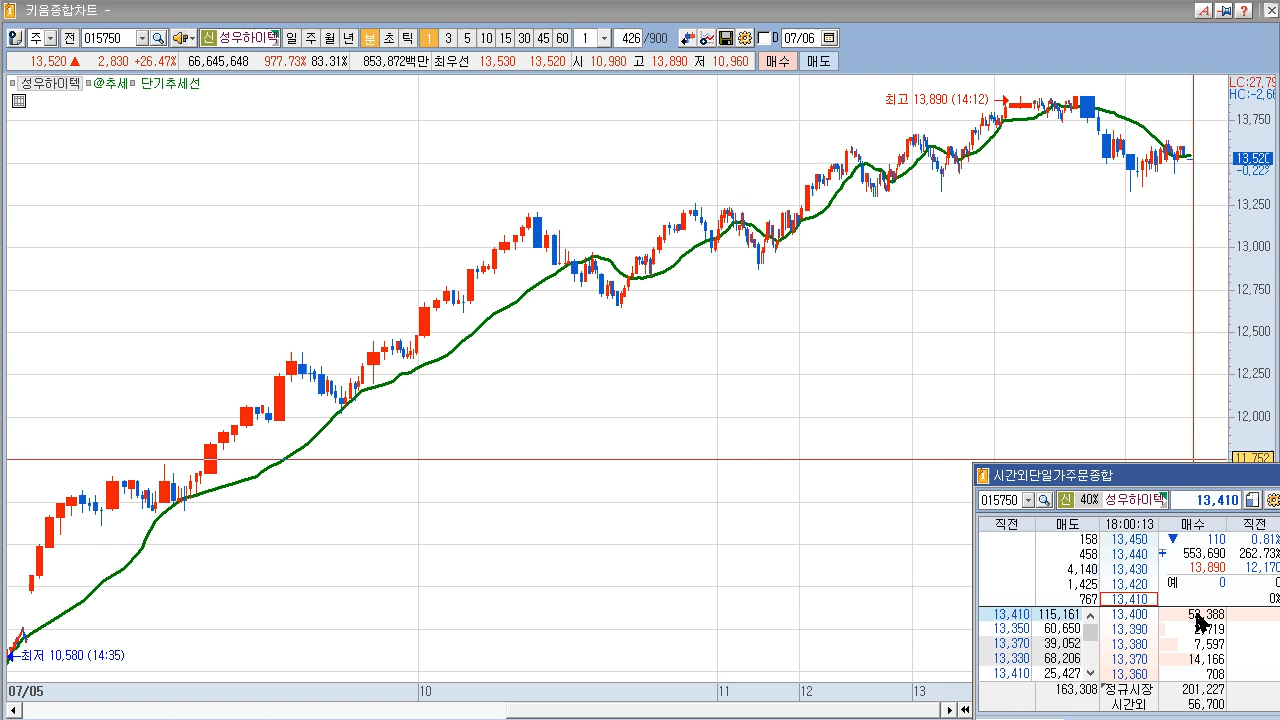 키움종합차트 -
주 전 015750 신 성우하이텍 일 주 월 년 분 초 틱 1 3 5 10 15 30 45 60 1 426 /900 D 07/06
13,520 ▲ 2,830 +26.47% 66,645,648 977.73% 83.31% 853,872백만 최우선 13,530 13,520 시 10,980 고 13,890 저 10,960 매수 매도
성우하이텍 @추세 단기추세선
LC:27,79
HC:-2,66
최고 13,890 (14:12)
13,750
13,520
-0,22%
13,250
13,000
12,750
12,500
12,250
12,000
11,752
최저 10,580 (14:35)
07/05 10 11 12 13
시간외단일가주문종합
015750 신 40% 성우하이텍 13,410
직전 매도 18:00:13 매수 직전
158 13,450 ▼ 110 0.81%
458 13,440 553,690 262.73%
4,140 13,430 13,890 12,170
1,425 13,420 예 0 0
767 13,410 0%
13,410 115,161 13,400 53,388
13,350 60,650 13,390
13,370 39,052 13,380 7,597
13,330 68,206 13,370 14,166
13,410 25,427 13,360 708
163,308 정규시장 201,227
시간외 56,700